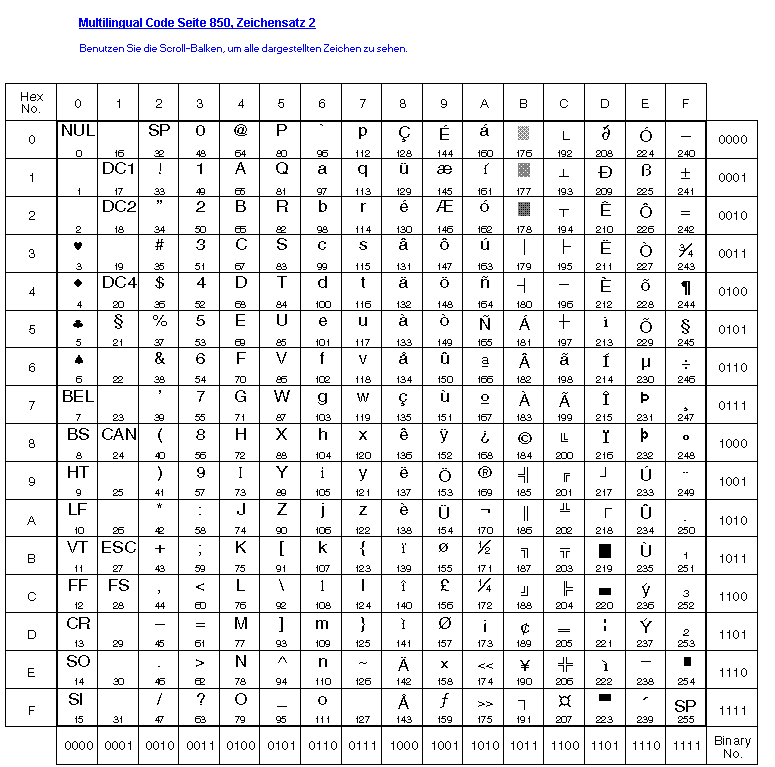 Multilingual Code Seite 850, Zeichensatz 2
Benutzen Sie die Scroll-Balken, um alle dargestellten Zeichen zu sehen.
Hex No. 0 1 2 3 4 5 6 7 8 9 A B C D E F
0 NUL SP 0 @ P ` p Ç É á ░ └ ∂ Ó – 0000
0 16 32 48 64 80 96 112 128 144 160 176 192 208 224 240
1 DC1 ! 1 A Q a q ü æ í ▒ ┴ Đ ß ± 0001
1 17 33 49 65 81 97 113 129 145 161 177 193 209 225 241
2 DC2 ” 2 B R b r é Æ ó ▓ ┬ Ê Ô = 0010
2 18 34 50 66 82 98 114 130 146 162 178 194 210 226 242
3 ♥ # 3 C S c s â ô ú │ ├ Ë Ò ¾ 0011
3 19 35 51 67 83 99 115 131 147 163 179 195 211 227 243
4 ♦ DC4 $ 4 D T d t ä ö ñ ┤ ─ È õ ¶ 0100
4 20 36 52 68 84 100 116 132 148 164 180 196 212 228 244
5 ♣ § % 5 E U e u à ò Ñ Á ┼ ı Õ § 0101
5 21 37 53 69 85 101 117 133 149 165 181 197 213 229 245
6 ♠ & 6 F V f v å û ª Â ã Í µ ÷ 0110
6 22 38 54 70 86 102 118 134 150 166 182 198 214 230 246
7 BEL ’ 7 G W g w ç ù º À Ã Î Þ ¸ 0111
7 23 39 55 71 87 103 119 135 151 167 183 199 215 231 247
8 BS CAN ( 8 H X h x ê ÿ ¿ © ╚ Ï þ ° 1000
8 24 40 56 72 88 104 120 136 152 168 184 200 216 232 248
9 HT ) 9 I Y i y ë Ö ® ╣ ╔ ┘ Ú ¨ 1001
9 25 41 57 73 89 105 121 137 153 169 185 201 217 233 249
A LF * : J Z j z è Ü ¬ ║ ╩ ┌ Û . 1010
10 26 42 58 74 90 106 122 138 154 170 186 202 218 234 250
B VT ESC + ; K [ k { ï ø ½ ╗ ╦ █ Ù ¹ 1011
11 27 43 59 75 91 107 123 139 155 171 187 203 219 235 251
C FF FS , < L \ l | î £ ¼ ╝ ╠ ▄ ý ³ 1100
12 28 44 60 76 92 108 124 140 156 172 188 204 220 236 252
D CR – = M ] m } ì Ø ¡ ¢ ═ ¦ Ý ² 1101
13 29 45 61 77 93 109 125 141 157 173 189 205 221 237 253
E SO . > N ^ n ~ Ä x << ¥ ╬ ì ¯ ■ 1110
14 30 46 62 78 94 110 126 142 158 174 190 206 222 238 254
F SI / ? O _ o Å ƒ >> ┐ ¤ ▀ ´ SP 1111
15 31 47 63 79 95 111 127 143 159 175 191 207 223 239 255
0000 0001 0010 0011 0100 0101 0110 0111 1000 1001 1010 1011 1100 1101 1110 1111 Binary No.